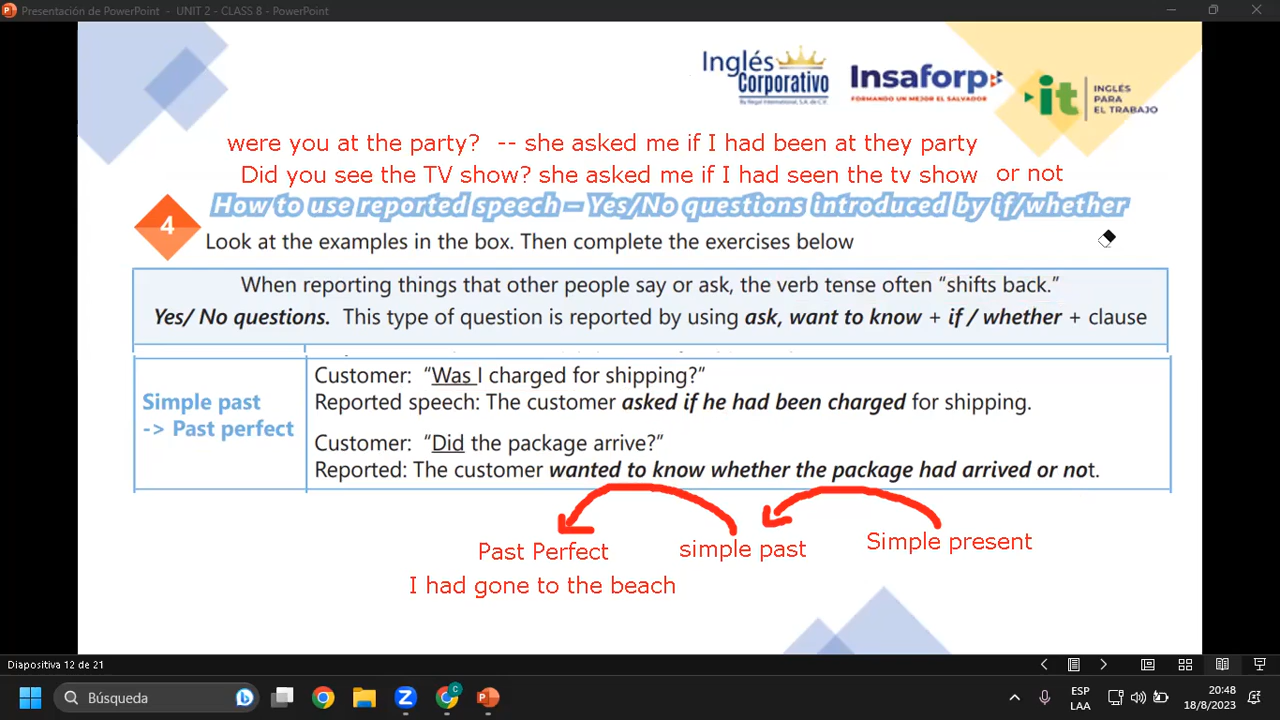 Presentación de PowerPoint - UNIT 2 - CLASS 8 - PowerPoint
Inglés
Corporativo
By Regal International, S.A. de C.V.
Insaforp
FORMANDO UN MEJOR EL SALVADOR
it
INGLÉS
PARA
EL TRABAJO
were you at the party? -- she asked me if I had been at they party
Did you see the TV show? she asked me if I had seen the tv show or not
4
How to use reported speech – Yes/No questions introduced by if/whether
Look at the examples in the box. Then complete the exercises below
When reporting things that other people say or ask, the verb tense often “shifts back.”
Yes/ No questions. This type of question is reported by using ask, want to know + if / whether + clause
Simple past
-> Past perfect
Customer: “Was I charged for shipping?”
Reported speech: The customer asked if he had been charged for shipping.
Customer: “Did the package arrive?”
Reported: The customer wanted to know whether the package had arrived or not.
Past Perfect simple past Simple present
I had gone to the beach
Diapositiva 12 de 21
Búsqueda
ESP
LAA
20:48
18/8/2023